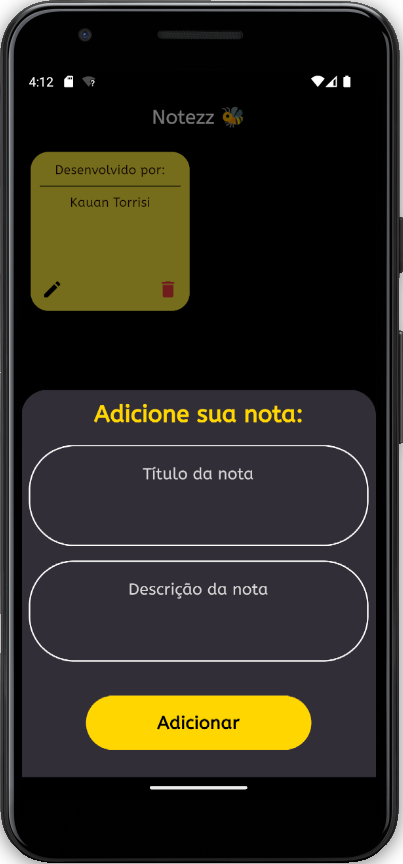 4:12
Notezz 🐝
Desenvolvido por:
Kauan Torrisi
Adicione sua nota:
Título da nota
Descrição da nota
Adicionar